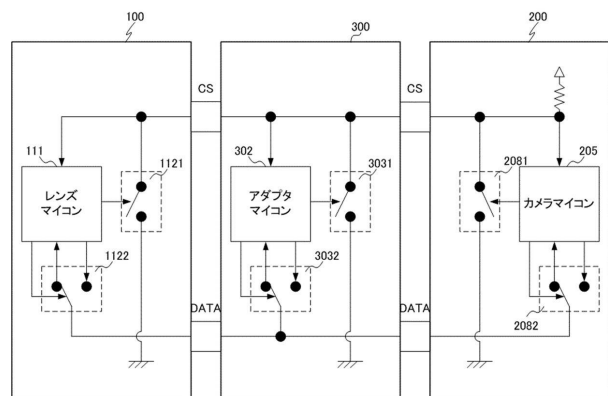 100
300
200
CS
CS
111
1121
302
3031
2081
205
レンズ
マイコン
アダプタ
マイコン
カメラマイコン
1122
3032
2082
DATA
DATA